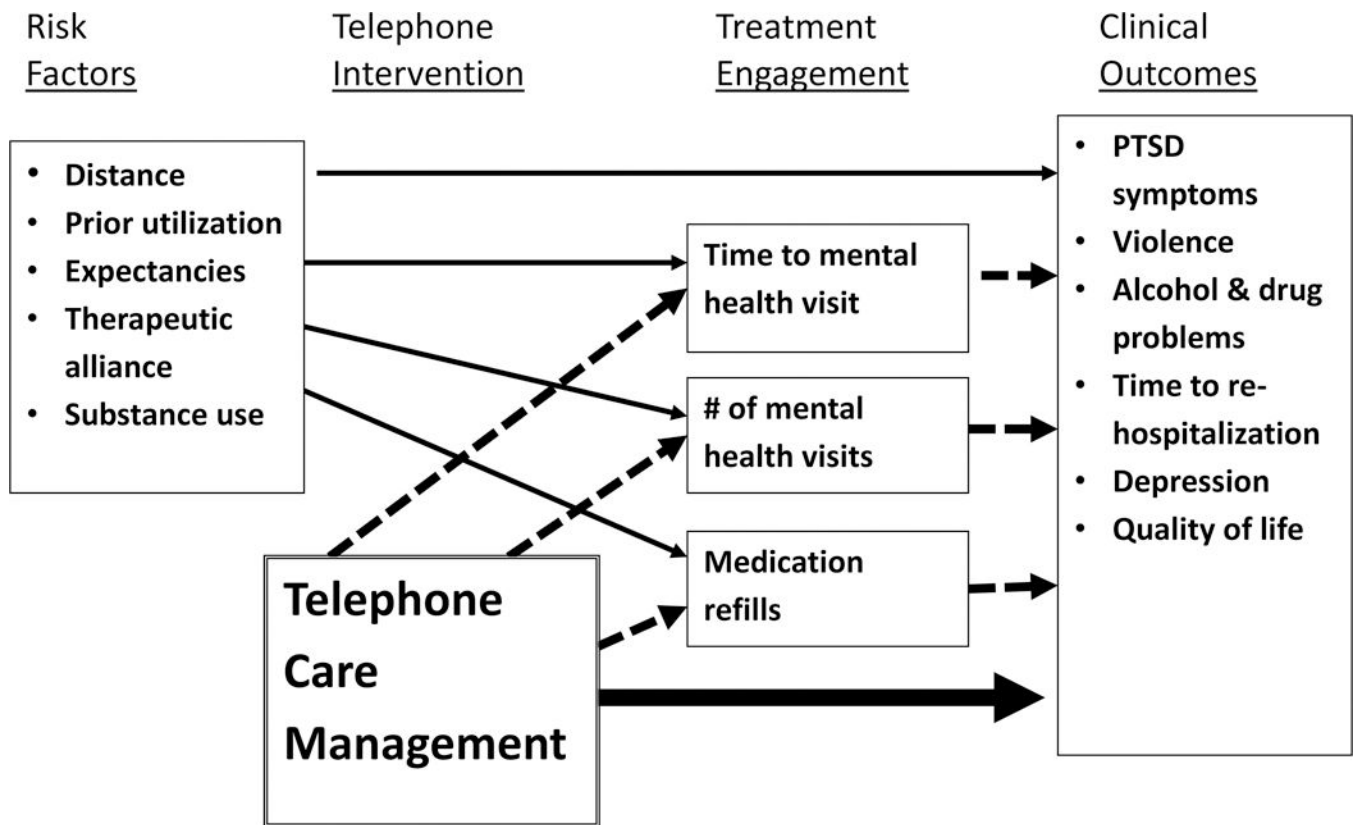 Risk
Factors
Telephone
Intervention
Treatment
Engagement
Clinical
Outcomes
• Distance
• Prior utilization
• Expectancies
• Therapeutic
alliance
• Substance use
Telephone
Care
Management
Time to mental
health visit
# of mental
health visits
Medication
refills
• PTSD
symptoms
• Violence
• Alcohol & drug
problems
• Time to re-
hospitalization
• Depression
• Quality of life